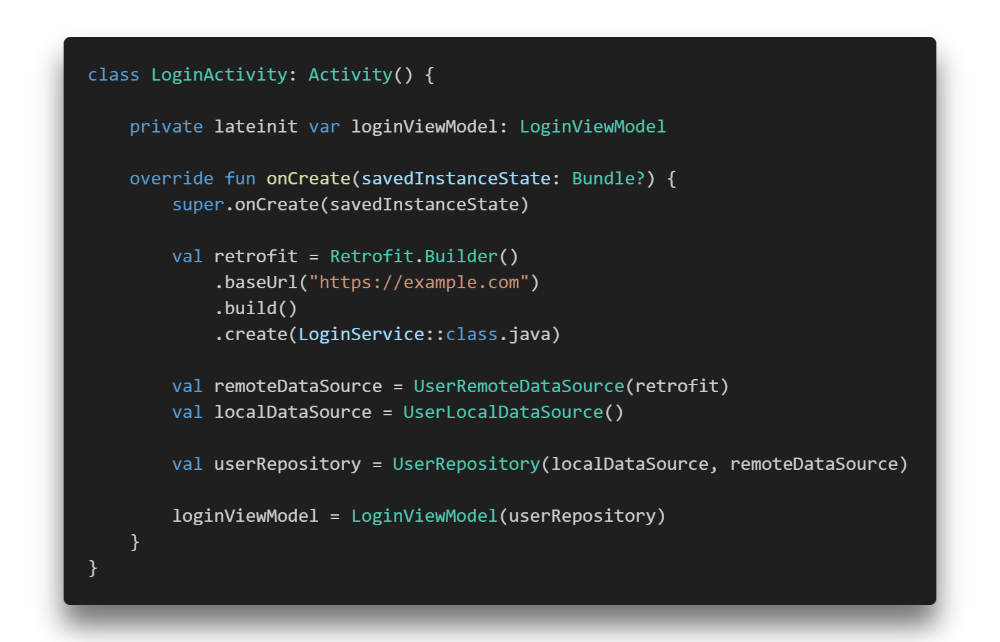 class LoginActivity: Activity() {
private lateinit var loginViewModel: LoginViewModel
override fun onCreate(savedInstanceState: Bundle?) {
super.onCreate(savedInstanceState)
val retrofit = Retrofit.Builder()
.baseUrl("https://example.com")
.build()
.create(LoginService::class.java)
val remoteDataSource = UserRemoteDataSource(retrofit)
val localDataSource = UserLocalDataSource()
val userRepository = UserRepository(localDataSource, remoteDataSource)
loginViewModel = LoginViewModel(userRepository)
}
}